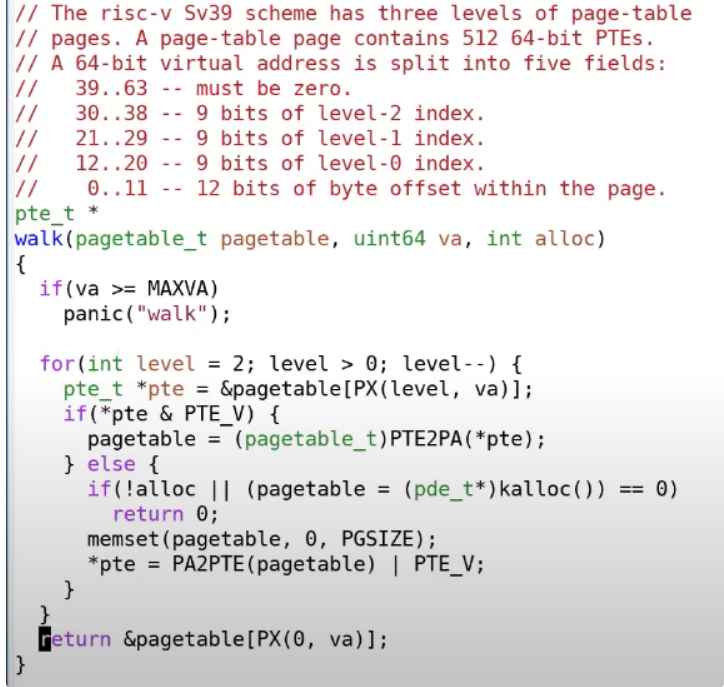 // The risc-v Sv39 scheme has three levels of page-table
// pages. A page-table page contains 512 64-bit PTEs.
// A 64-bit virtual address is split into five fields:
//   39..63 -- must be zero.
//   30..38 -- 9 bits of level-2 index.
//   21..29 -- 9 bits of level-1 index.
//   12..20 -- 9 bits of level-0 index.
//    0..11 -- 12 bits of byte offset within the page.
pte_t *
walk(pagetable_t pagetable, uint64 va, int alloc)
{
  if(va >= MAXVA)
    panic("walk");

  for(int level = 2; level > 0; level--) {
    pte_t *pte = &pagetable[PX(level, va)];
    if(*pte & PTE_V) {
      pagetable = (pagetable_t)PTE2PA(*pte);
    } else {
      if(!alloc || (pagetable = (pde_t*)kalloc()) == 0)
        return 0;
      memset(pagetable, 0, PGSIZE);
      *pte = PA2PTE(pagetable) | PTE_V;
    }
  }
  return &pagetable[PX(0, va)];
}